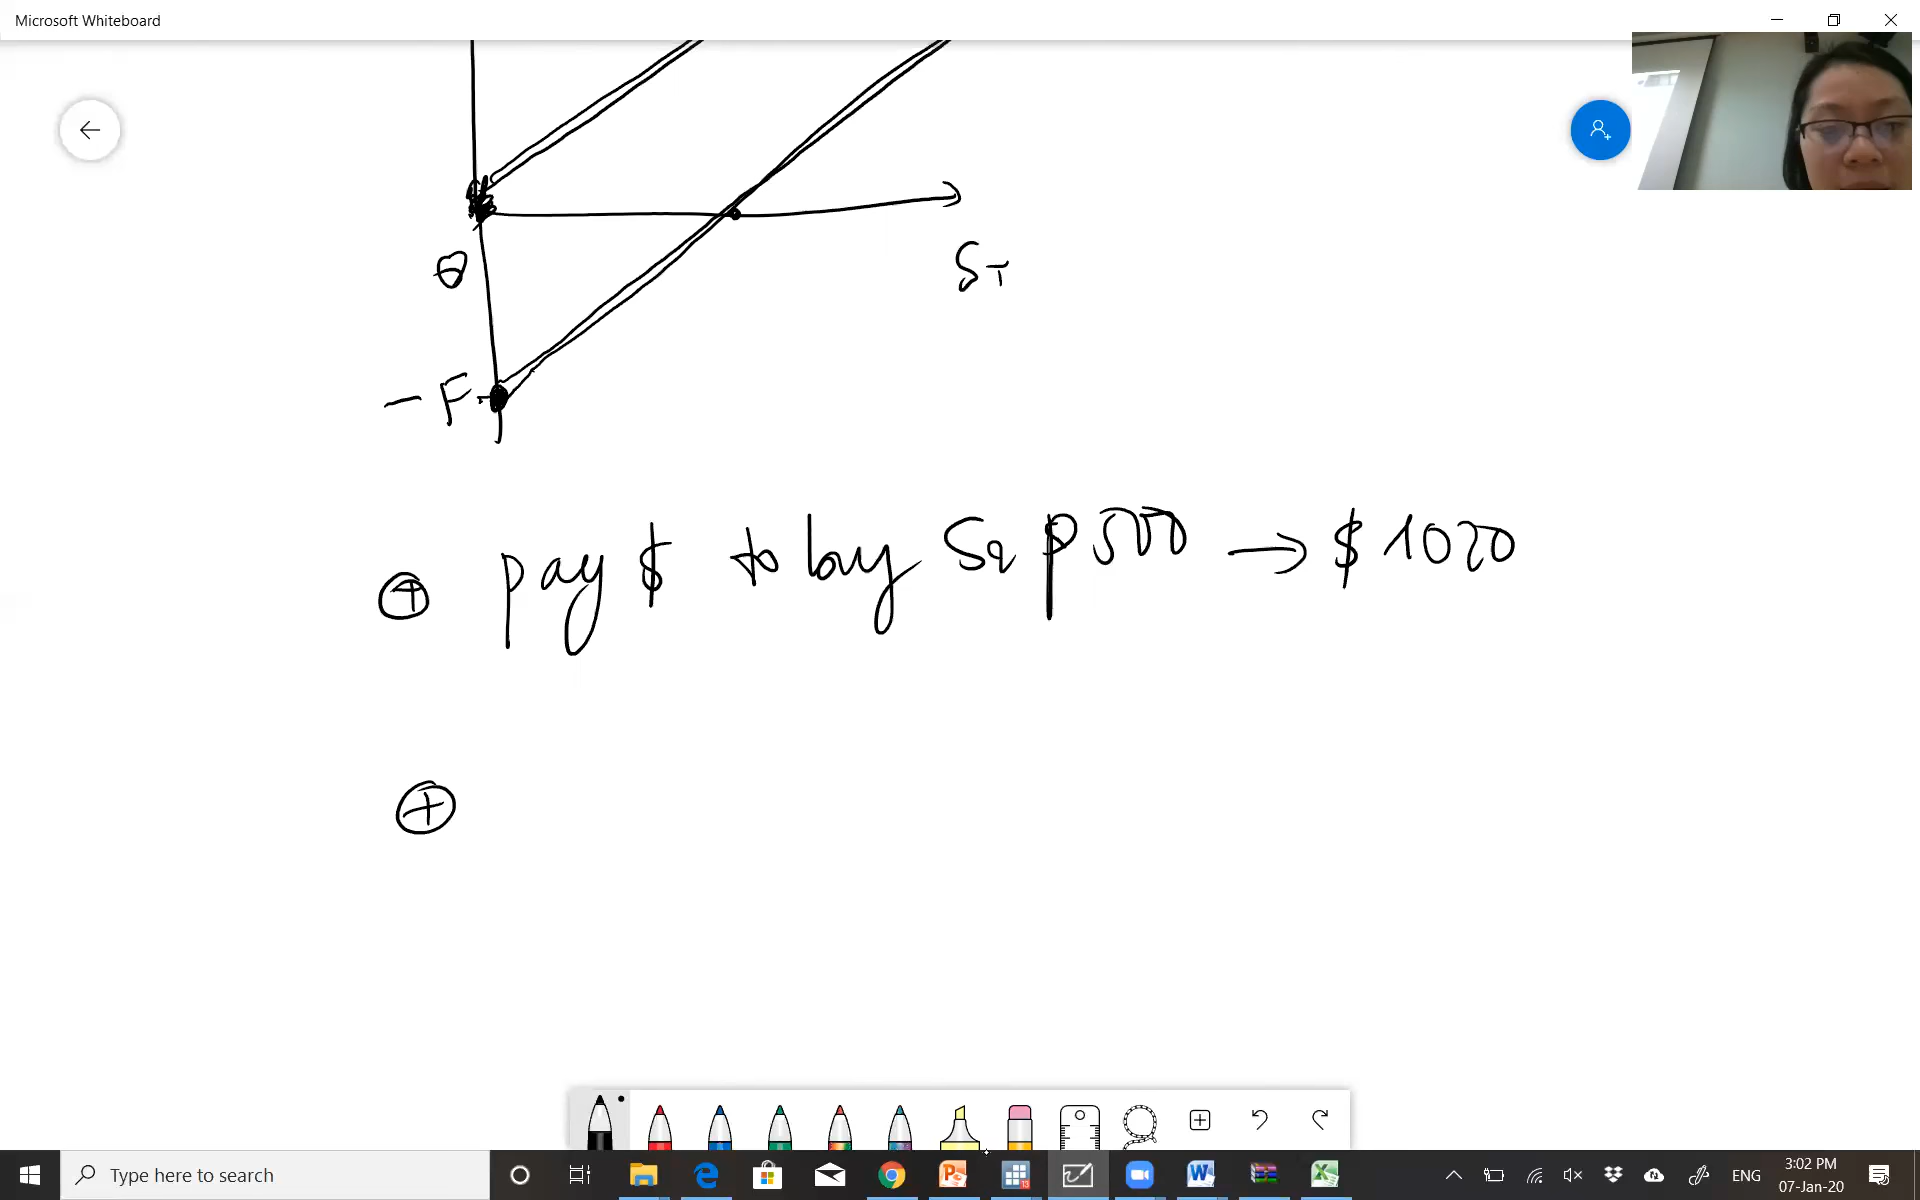 Microsoft Whiteboard
0
S_T
- F
⊕ pay $ to buy S&P 500 → $ 1020
⊕
Type here to search
ENG
3:02 PM
07-Jan-20